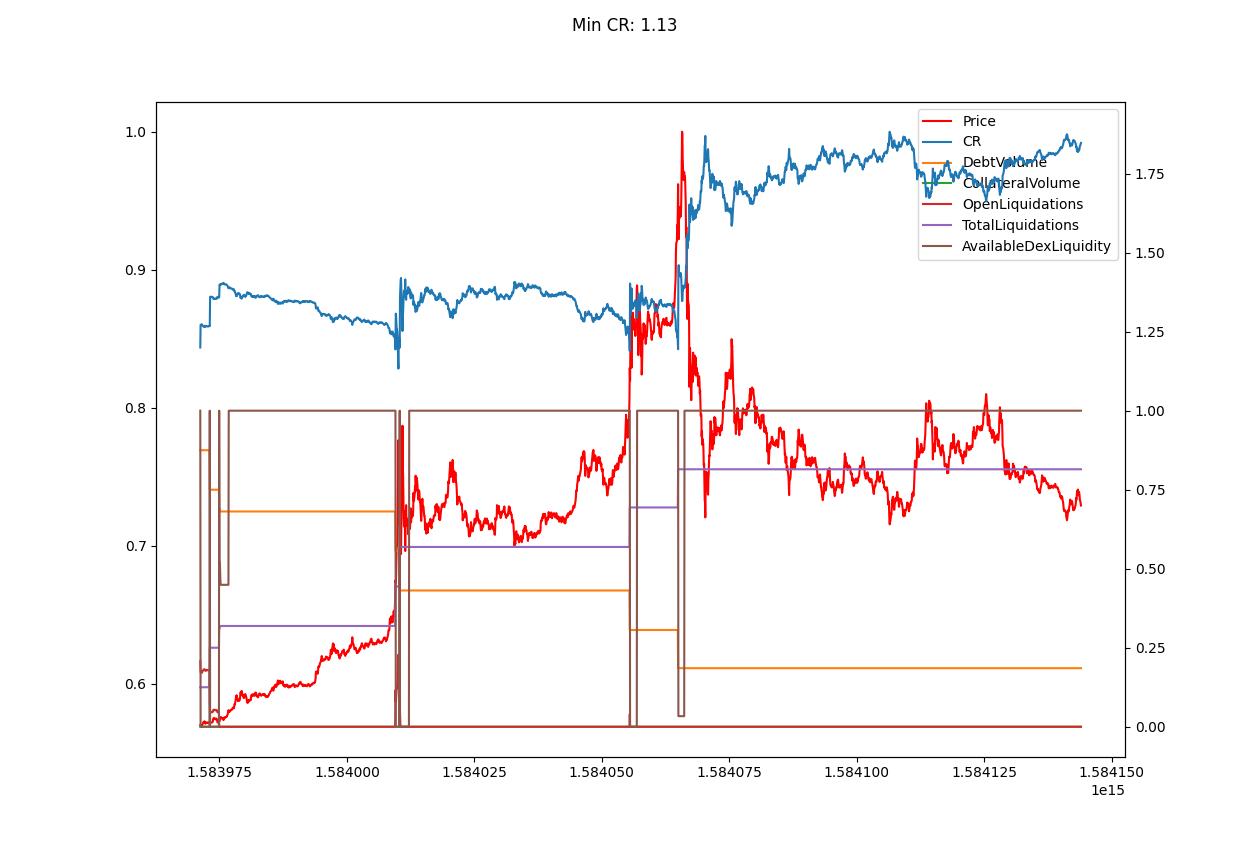 Min CR: 1.13
1.0
0.9
0.8
0.7
0.6
1.75
1.50
1.25
1.00
0.75
0.50
0.25
0.00
Price
CR
DebtVolume
CollateralVolume
OpenLiquidations
TotalLiquidations
AvailableDexLiquidity
1.583975 1.584000 1.584025 1.584050 1.584075 1.584100 1.584125 1.584150
1e15